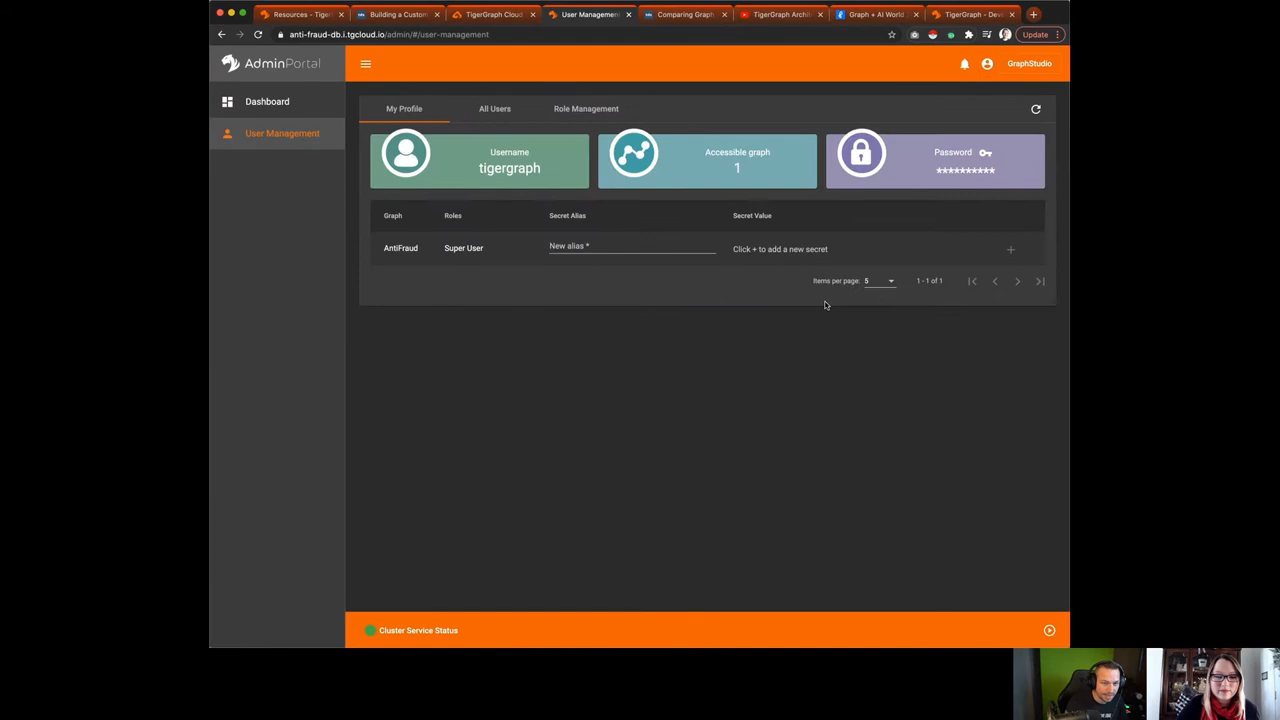 Resources - Tiger
Building a Custom
TigerGraph Cloud
User Management
Comparing Graph
TigerGraph Archi
Graph + AI World
TigerGraph - Dev
anti-fraud-db.i.tgcloud.io/admin/#/user-management
Update
AdminPortal
GraphStudio
Dashboard
User Management
My Profile
All Users
Role Management
Username
tigergraph
Accessible graph
1
Password
**********
Graph
Roles
Secret Alias
Secret Value
AntiFraud
Super User
New alias *
Click + to add a new secret
Items per page: 5
1 - 1 of 1
Cluster Service Status